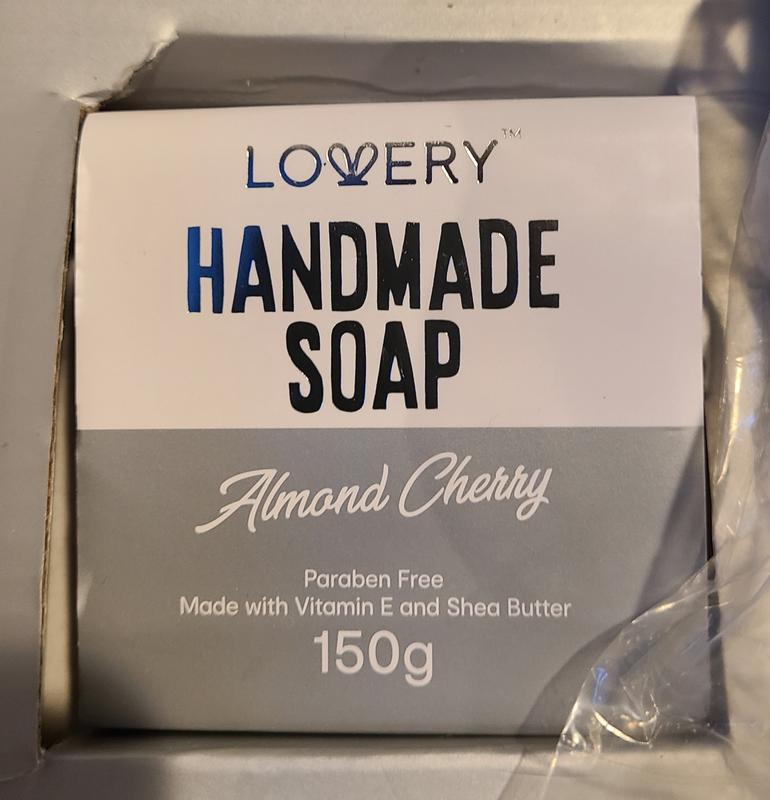 LOVERY™
HANDMADE
SOAP
Almond Cherry
Paraben Free
Made with Vitamin E and Shea Butter
150g